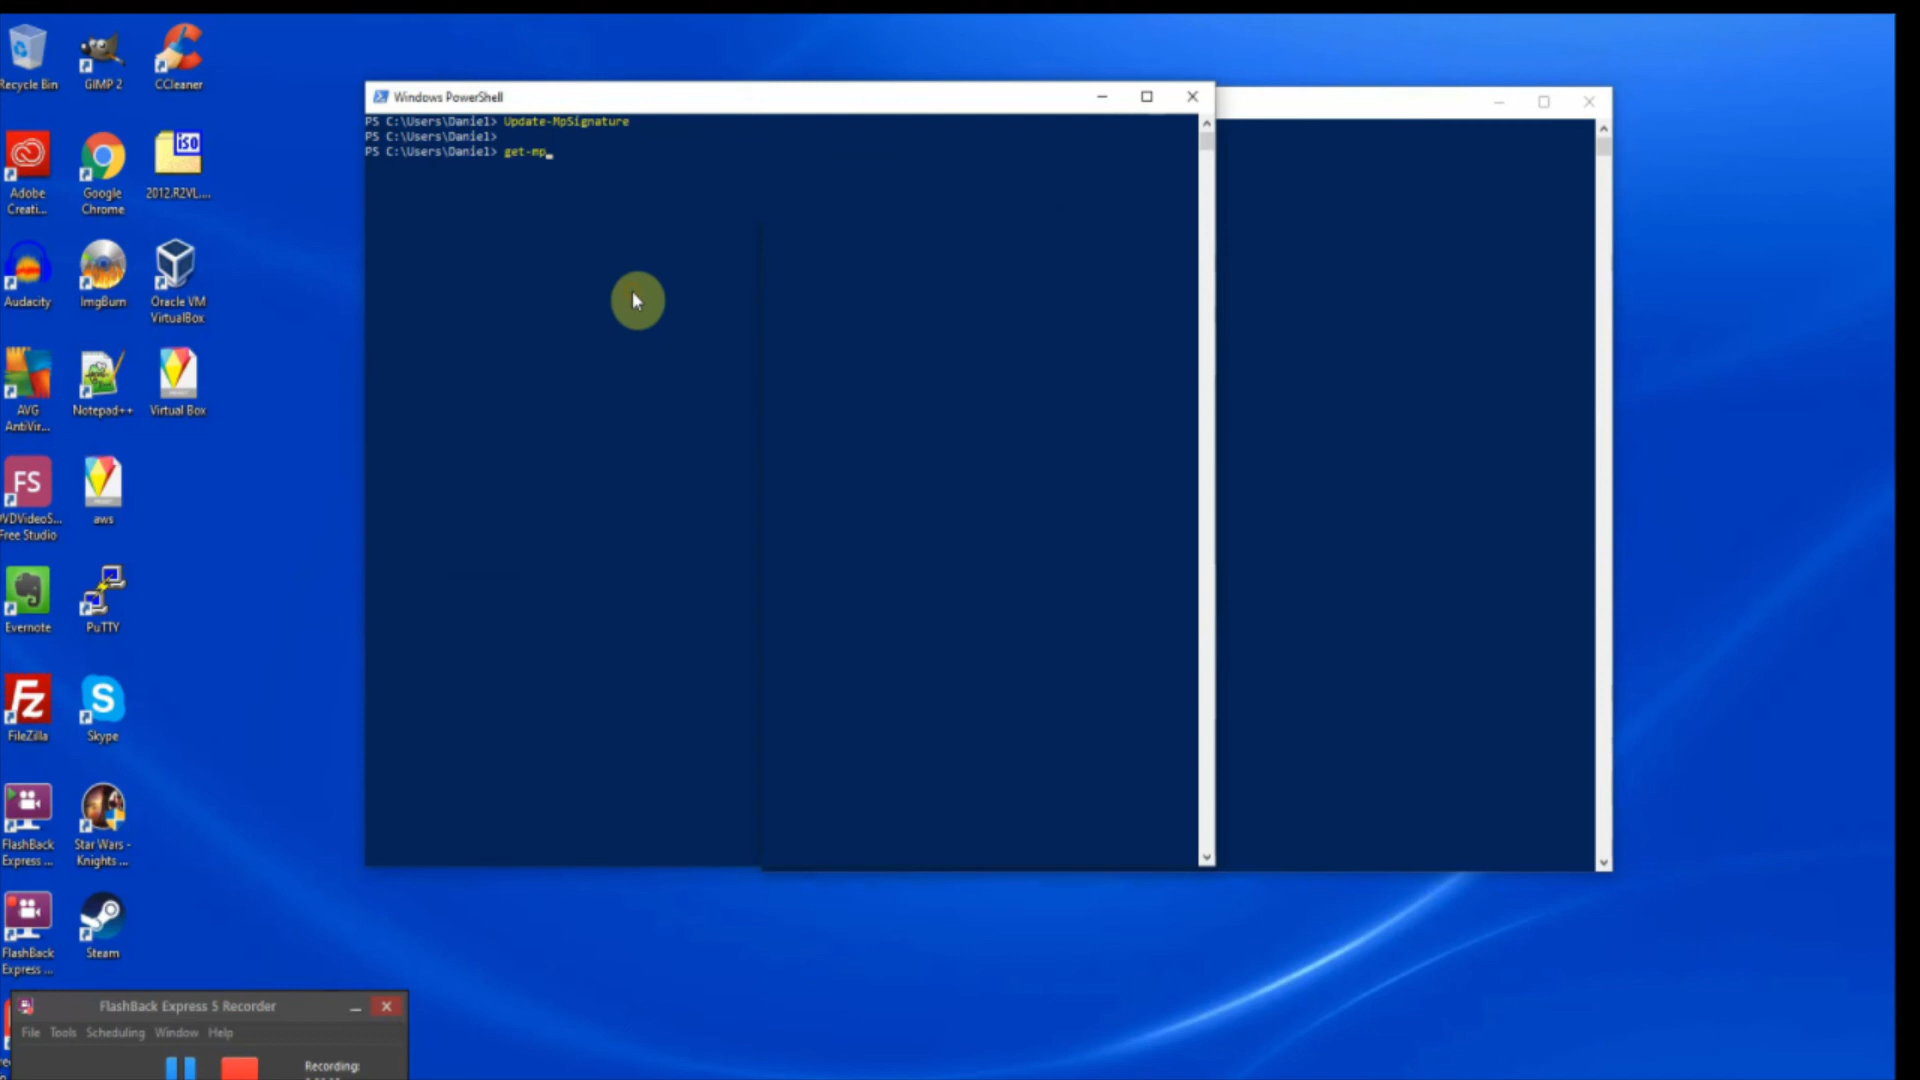 Recycle Bin
GIMP 2
CCleaner
Adobe
Creati...
Google
Chrome
ISO
2012.R2VL....
Audacity
ImgBurn
Oracle VM
VirtualBox
AVG
AntiVir...
Notepad++
Virtual Box
FS
DVDVideoS...
Free Studio
aws
Evernote
PuTTY
FileZilla
Skype
FlashBack
Express ...
Star Wars -
Knights ...
FlashBack
Express ...
Steam
Windows PowerShell
PS C:\Users\Daniel> Update-MpSignature
PS C:\Users\Daniel>
PS C:\Users\Daniel> get-mp_
FlashBack Express 5 Recorder
File Tools Scheduling Window Help
Recording: